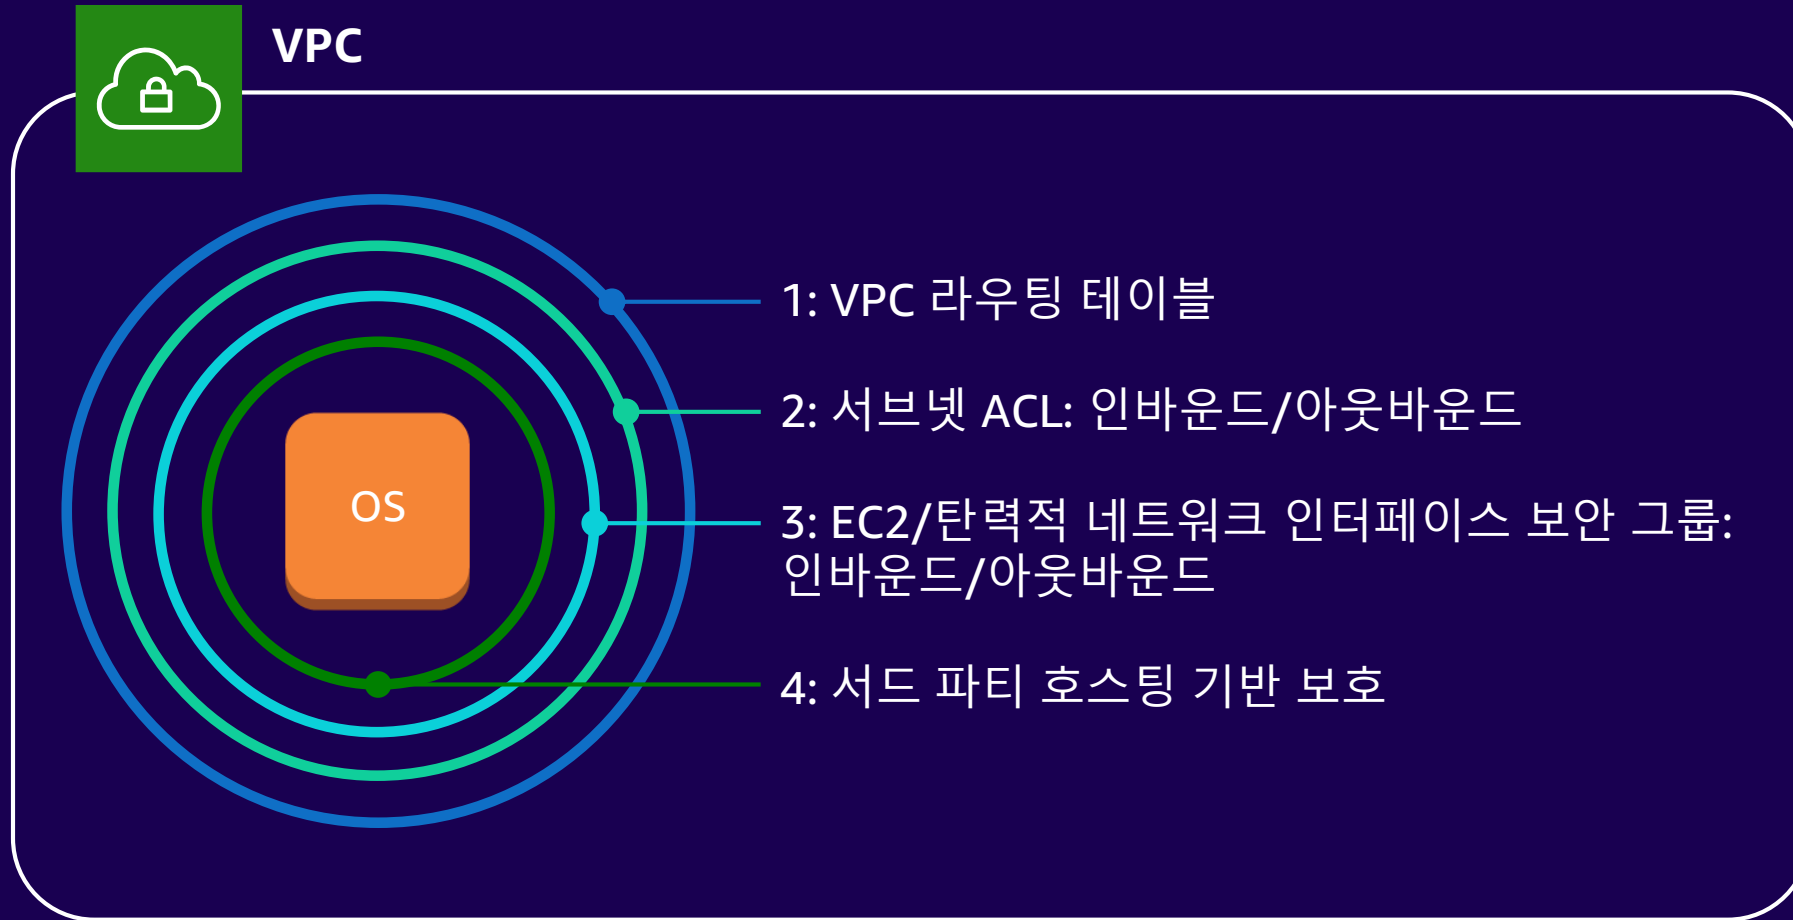 VPC
1: VPC 라우팅 테이블
2: 서브넷 ACL: 인바운드/아웃바운드
OS
3: EC2/탄력적 네트워크 인터페이스 보안 그룹:
인바운드/아웃바운드
4: 서드 파티 호스팅 기반 보호